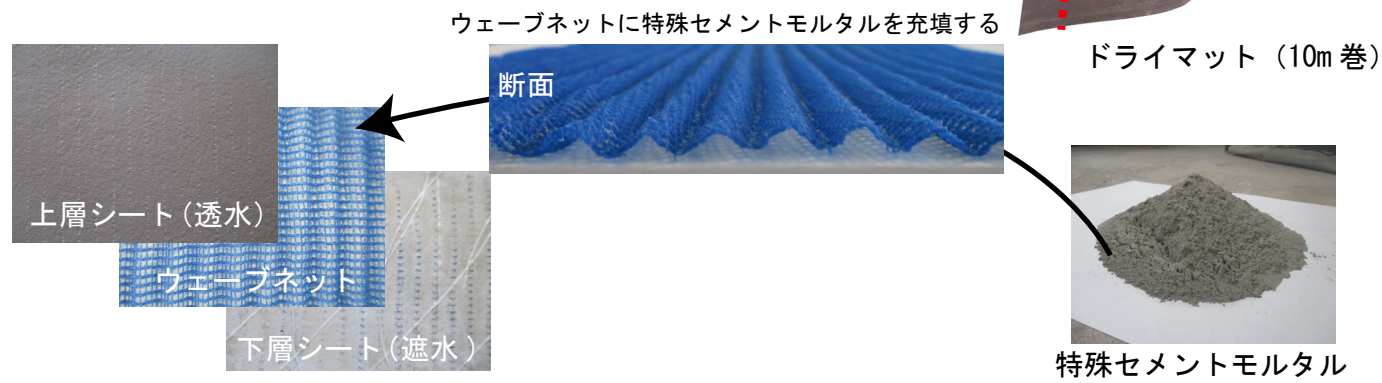 ウェーブネットに特殊セメントモルタルを充填する
ドライマット（10m 巻）
断面
上層シート(透水)
ウェーブネット
下層シート(遮水)
特殊セメントモルタル